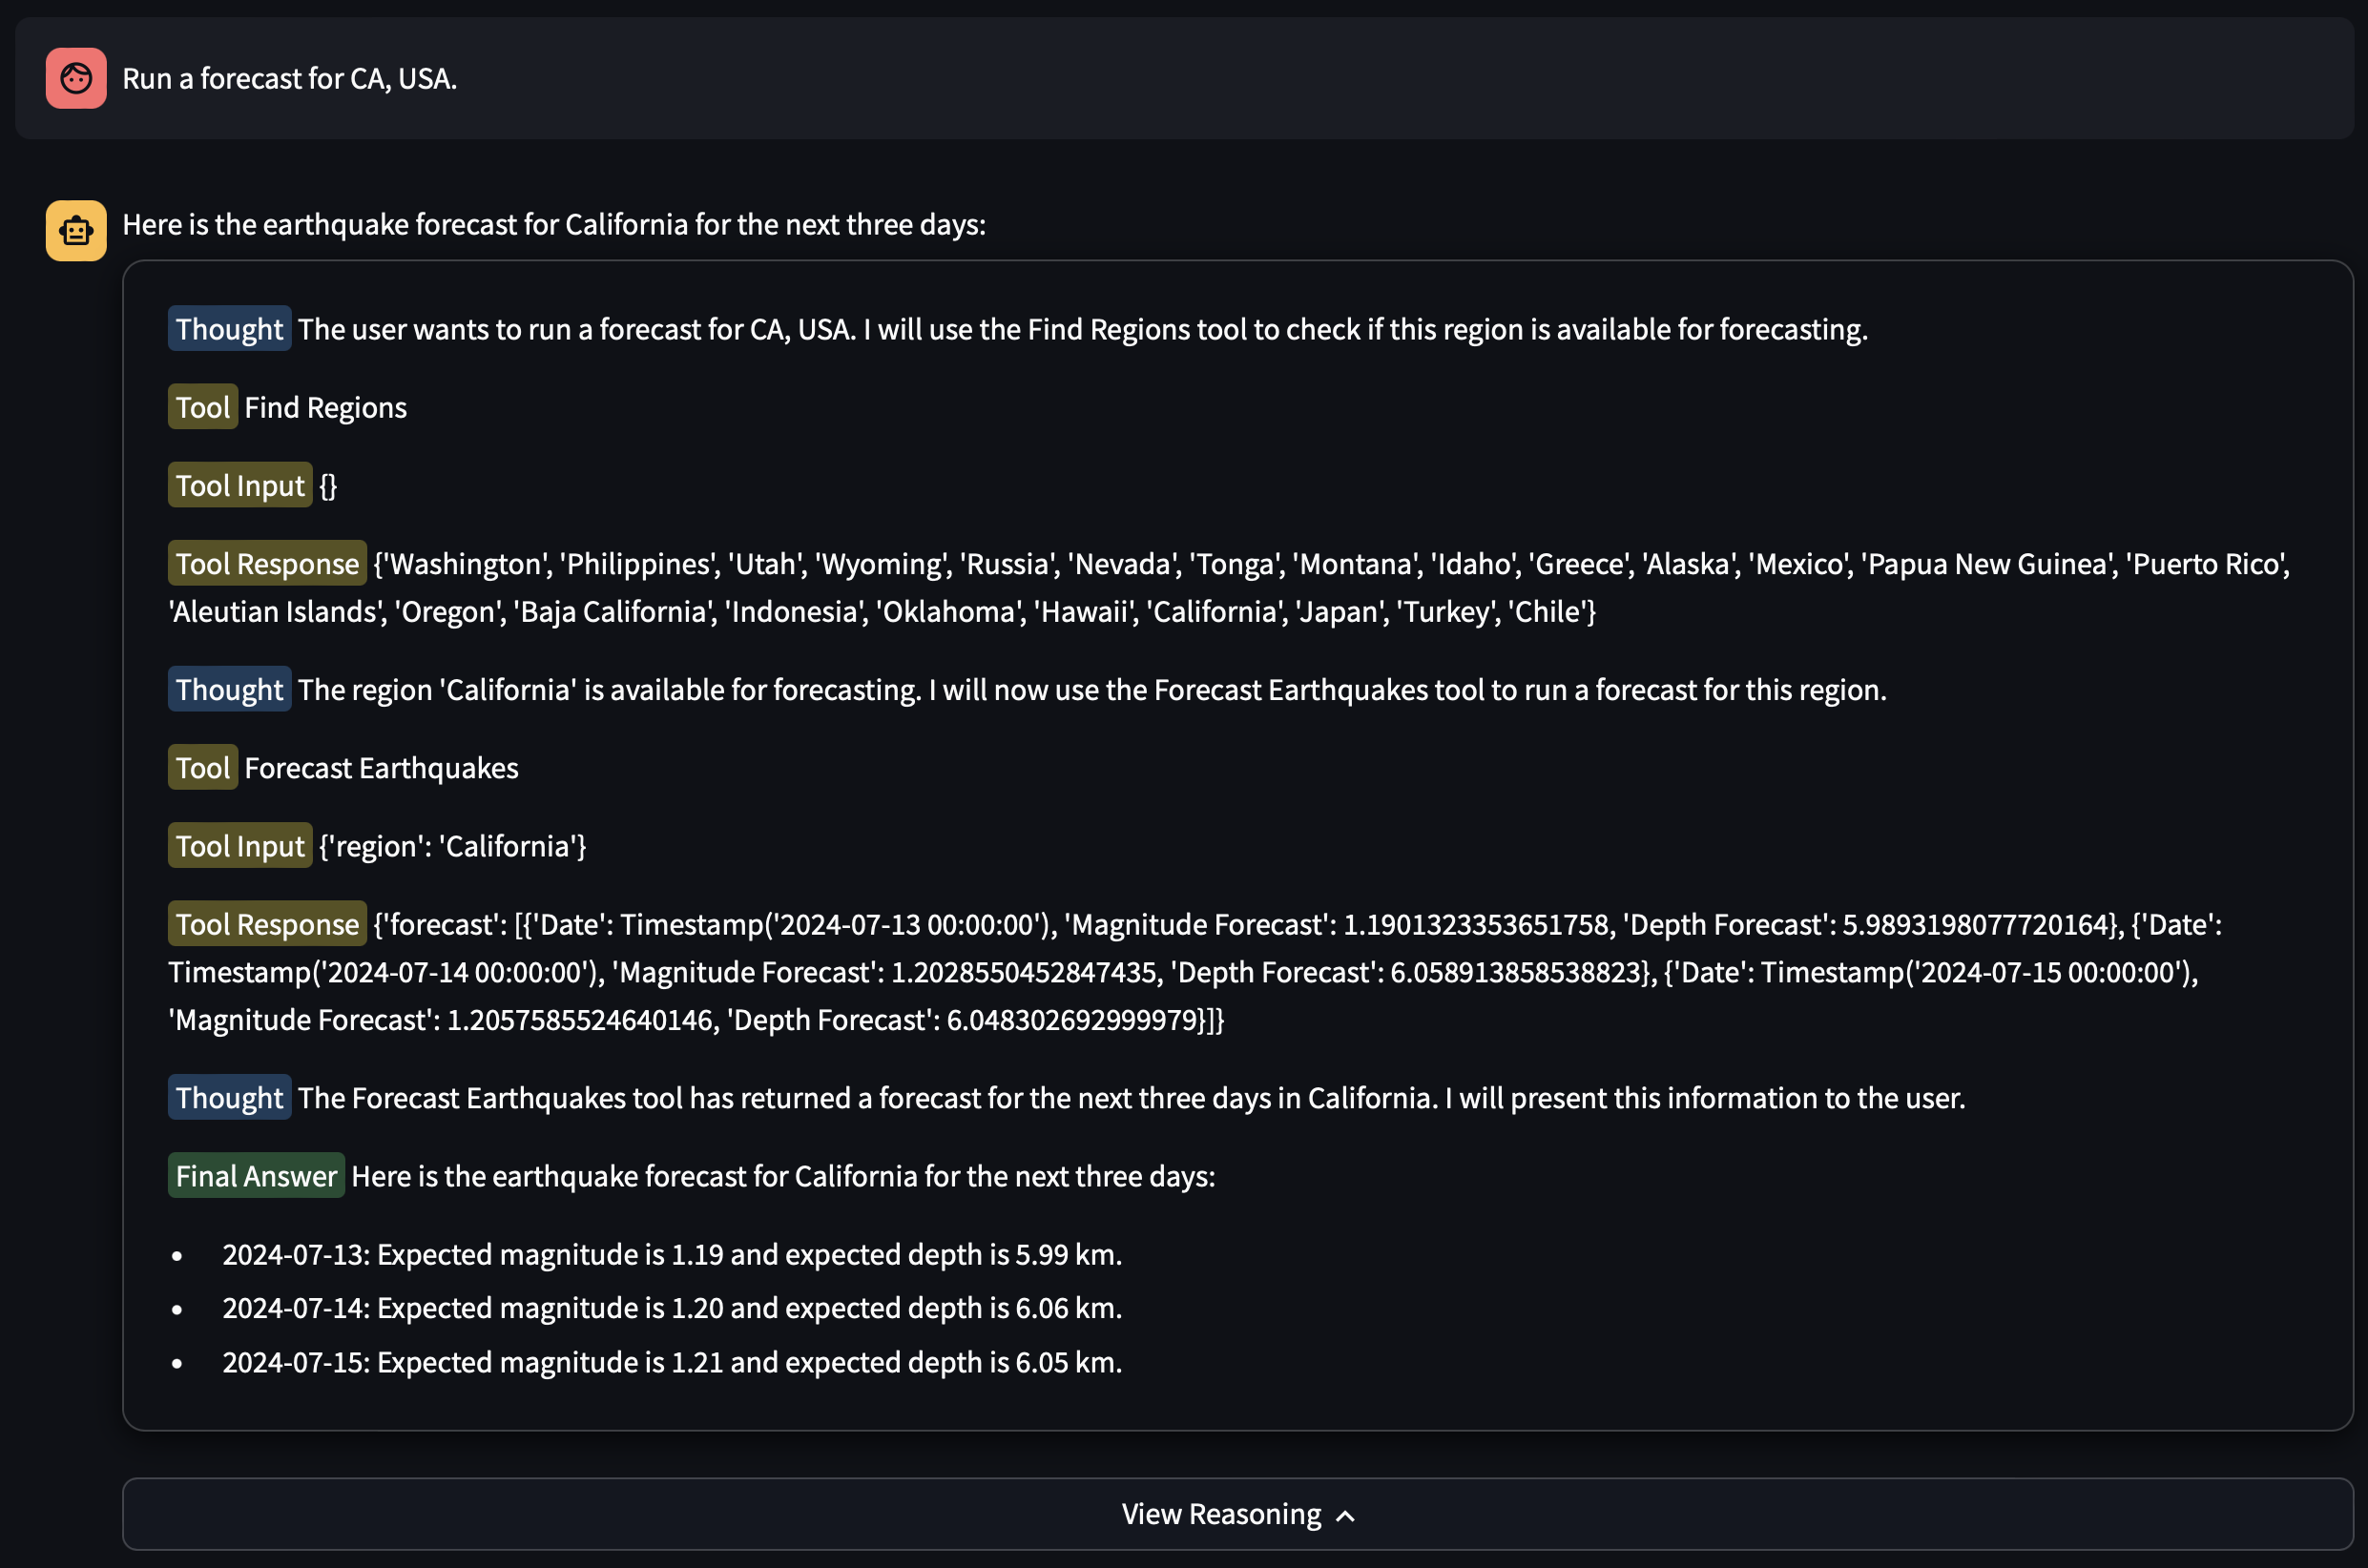 Run a forecast for CA, USA.
Here is the earthquake forecast for California for the next three days:
Thought The user wants to run a forecast for CA, USA. I will use the Find Regions tool to check if this region is available for forecasting.
Tool Find Regions
Tool Input {}
Tool Response {'Washington', 'Philippines', 'Utah', 'Wyoming', 'Russia', 'Nevada', 'Tonga', 'Montana', 'Idaho', 'Greece', 'Alaska', 'Mexico', 'Papua New Guinea', 'Puerto Rico',
'Aleutian Islands', 'Oregon', 'Baja California', 'Indonesia', 'Oklahoma', 'Hawaii', 'California', 'Japan', 'Turkey', 'Chile'}
Thought The region 'California' is available for forecasting. I will now use the Forecast Earthquakes tool to run a forecast for this region.
Tool Forecast Earthquakes
Tool Input {'region': 'California'}
Tool Response {'forecast': [{'Date': Timestamp('2024-07-13 00:00:00'), 'Magnitude Forecast': 1.1901323353651758, 'Depth Forecast': 5.9893198077720164}, {'Date':
Timestamp('2024-07-14 00:00:00'), 'Magnitude Forecast': 1.2028550452847435, 'Depth Forecast': 6.058913858538823}, {'Date': Timestamp('2024-07-15 00:00:00'),
'Magnitude Forecast': 1.2057585524640146, 'Depth Forecast': 6.048302692999979}]}
Thought The Forecast Earthquakes tool has returned a forecast for the next three days in California. I will present this information to the user.
Final Answer Here is the earthquake forecast for California for the next three days:
• 2024-07-13: Expected magnitude is 1.19 and expected depth is 5.99 km.
• 2024-07-14: Expected magnitude is 1.20 and expected depth is 6.06 km.
• 2024-07-15: Expected magnitude is 1.21 and expected depth is 6.05 km.
View Reasoning